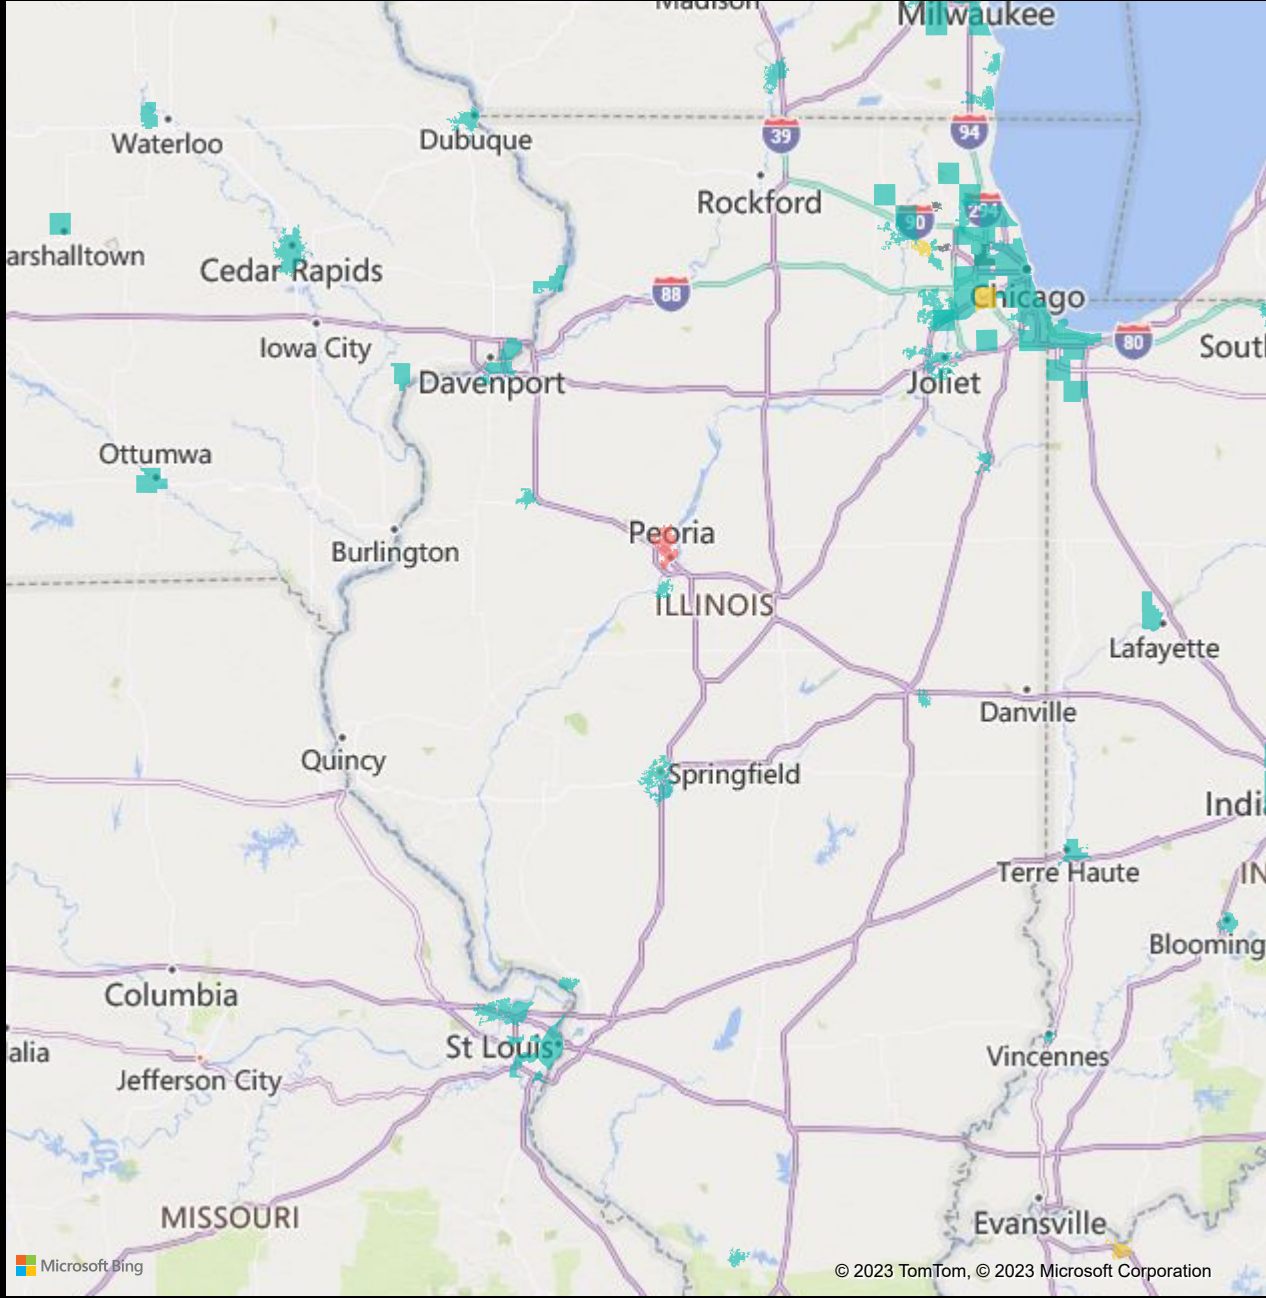 Madison
Milwaukee
Waterloo
Dubuque
39
94
Rockford
90
294
arshalltown
Cedar Rapids
88
Chicago
Iowa City
80
South
Davenport
Joliet
Ottumwa
Peoria
Burlington
ILLINOIS
Lafayette
Danville
Quincy
Springfield
India
Terre Haute
IN
Blooming
Columbia
St Louis
alia
Vincennes
Jefferson City
MISSOURI
Evansville
Microsoft Bing
© 2023 TomTom, © 2023 Microsoft Corporation